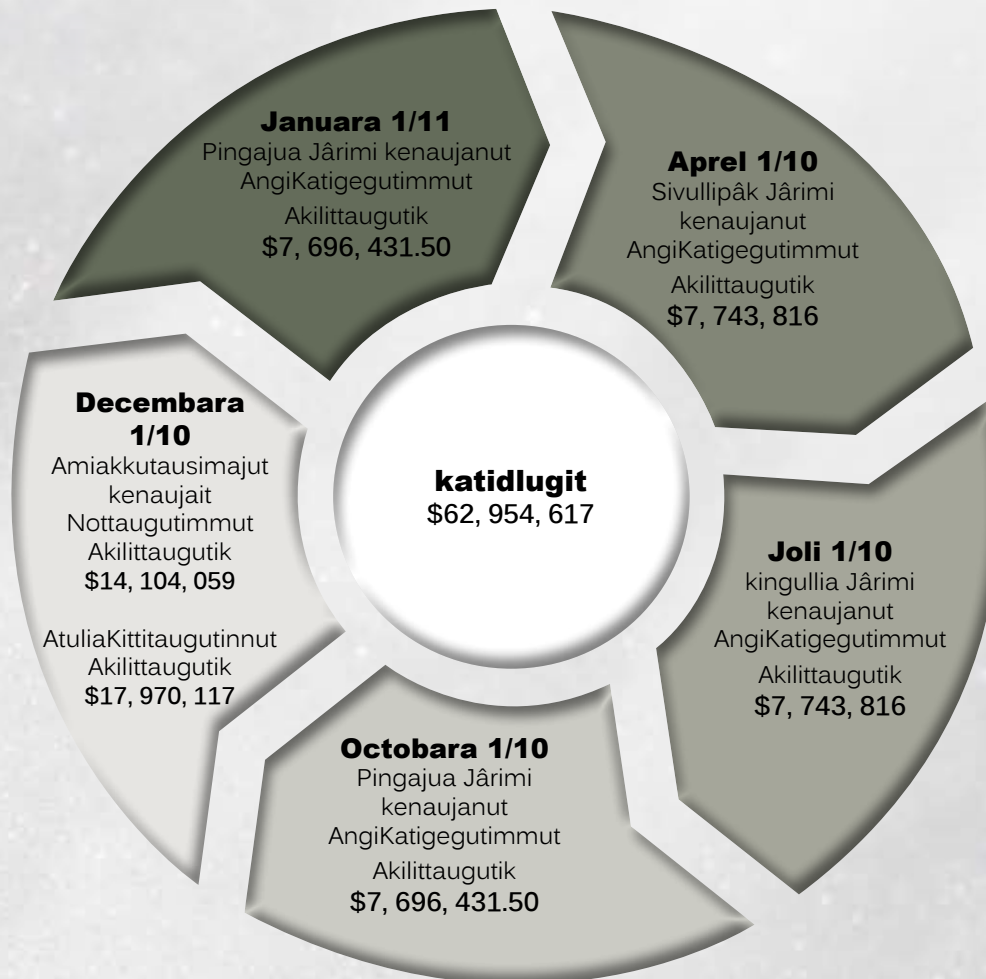 Januara 1/11
Pingajua Jârimi kenaujanut
AngiKatigegutimmut
Akilittaugutik
$7, 696, 431.50
Aprel 1/10
Sivullipâk Jârimi
kenaujanut
AngiKatigegutimmut
Akilittaugutik
$7, 743, 816
Joli 1/10
kingullia Jârimi
kenaujanut
AngiKatigegutimmut
Akilittaugutik
$7, 743, 816
Octobara 1/10
Pingajua Jârimi
kenaujanut
AngiKatigegutimmut
Akilittaugutik
$7, 696, 431.50
Decembara
1/10
Amiakkutausimajut
kenaujait
Nottaugutimmut
Akilittaugutik
$14, 104, 059
AtuliaKittitaugutinnut
Akilittaugutik
$17, 970, 117
katidlugit
$62, 954, 617